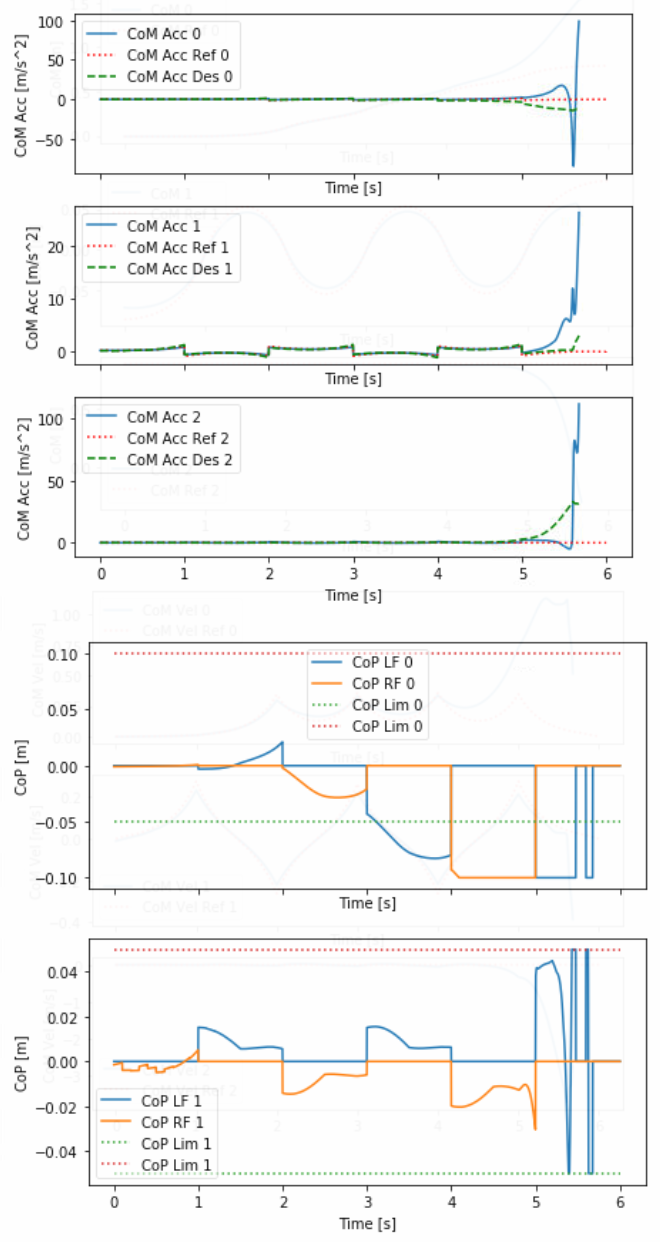 100
50
0
−50
CoM Acc [m/s^2]
CoM Acc 0
CoM Acc Ref 0
CoM Acc Des 0
Time [s]
20
10
0
CoM Acc [m/s^2]
CoM Acc 1
CoM Acc Ref 1
CoM Acc Des 1
Time [s]
100
50
0
CoM Acc [m/s^2]
CoM Acc 2
CoM Acc Ref 2
CoM Acc Des 2
0 1 2 3 4 5 6
Time [s]
0.10
0.05
0.00
−0.05
−0.10
CoP [m]
CoP LF 0
CoP RF 0
CoP Lim 0
CoP Lim 0
Time [s]
0.04
0.02
0.00
−0.02
−0.04
CoP [m]
CoP LF 1
CoP RF 1
CoP Lim 1
CoP Lim 1
0 1 2 3 4 5 6
Time [s]